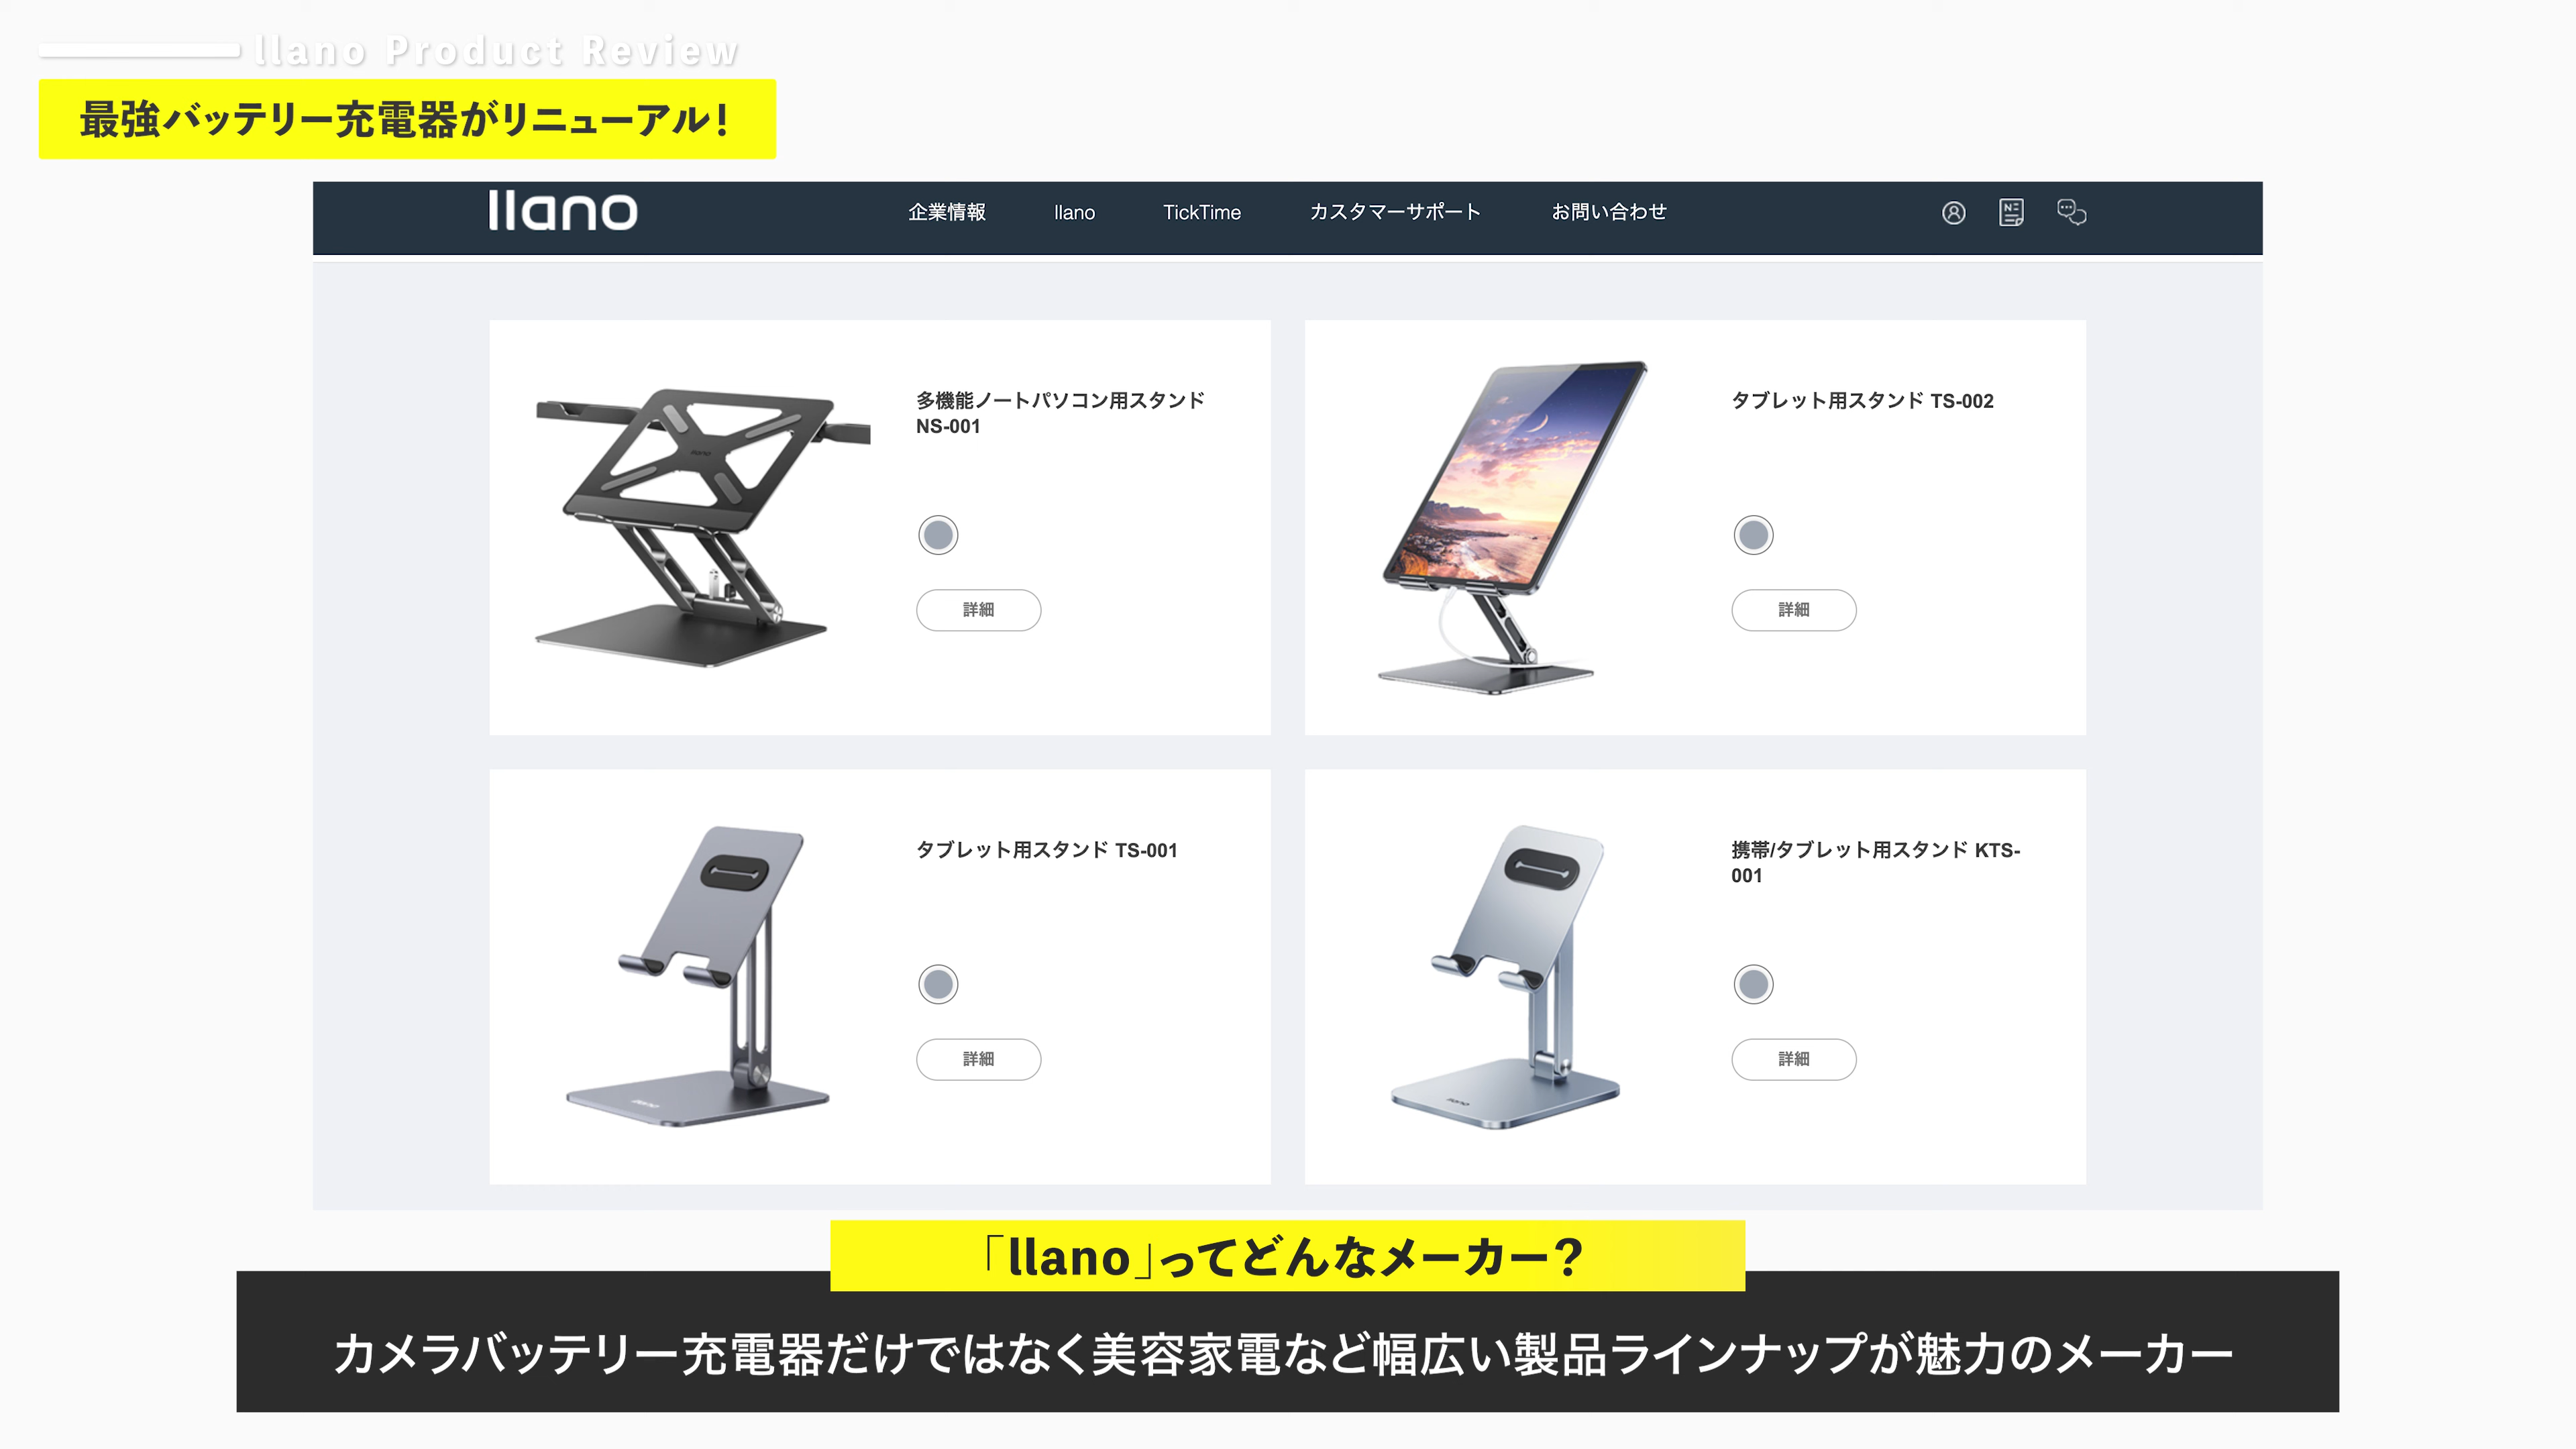 llano Product Review
最強バッテリー充電器がリニューアル！
llano
企業情報 llano TickTime カスタマーサポート お問い合わせ
多機能ノートパソコン用スタンド
NS-001
詳細
タブレット用スタンド TS-002
詳細
タブレット用スタンド TS-001
詳細
携帯/タブレット用スタンド KTS-
001
詳細
「llano」ってどんなメーカー？
カメラバッテリー充電器だけではなく美容家電など幅広い製品ラインナップが魅力のメーカー